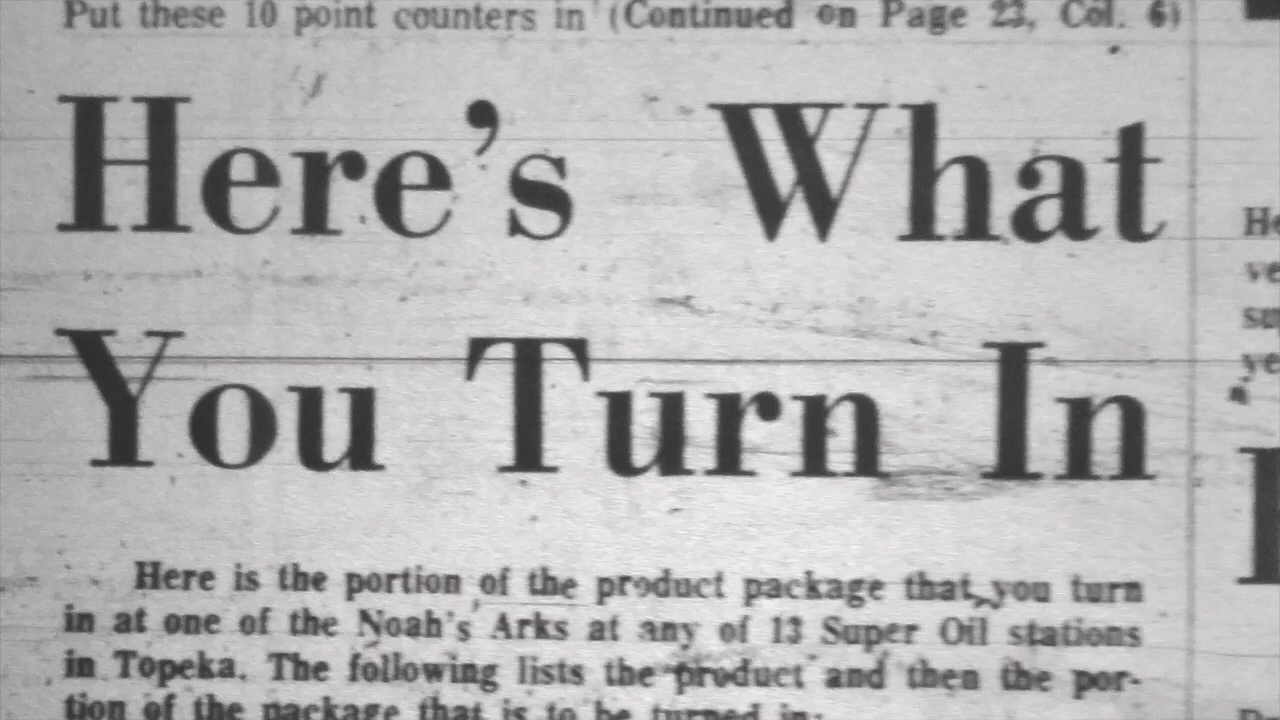 Put these 10 point counters in (Continued on Page 23, Col. 6)
Here's What
You Turn In
Here is the portion of the product package that you turn
in at one of the Noah's Arks at any of 13 Super Oil stations
in Topeka. The following lists the product and then the por-
tion of the package that is to be turned in: